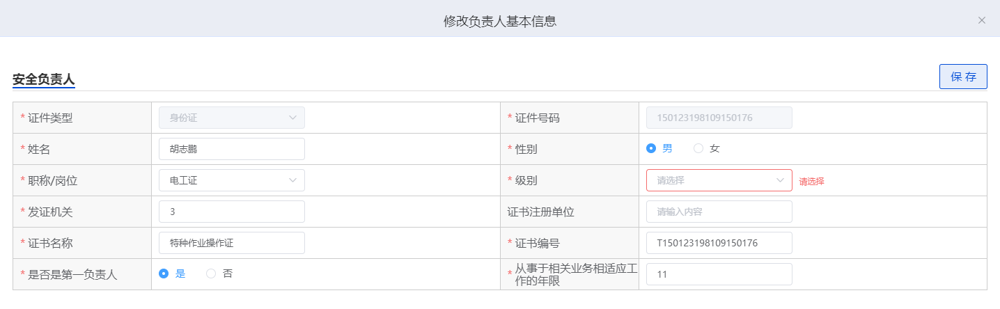 修改负责人基本信息
安全负责人
保 存
* 证件类型 身份证 * 证件号码 150123198109150176
* 姓名 胡志鹏 * 性别 男 女
* 职称/岗位 电工证 * 级别 请选择 请选择
* 发证机关 3 证书注册单位 请输入内容
* 证书名称 特种作业操作证 * 证书编号 T150123198109150176
* 是否是第一负责人 是 否 * 从事于相关业务相适应工
作的年限 11